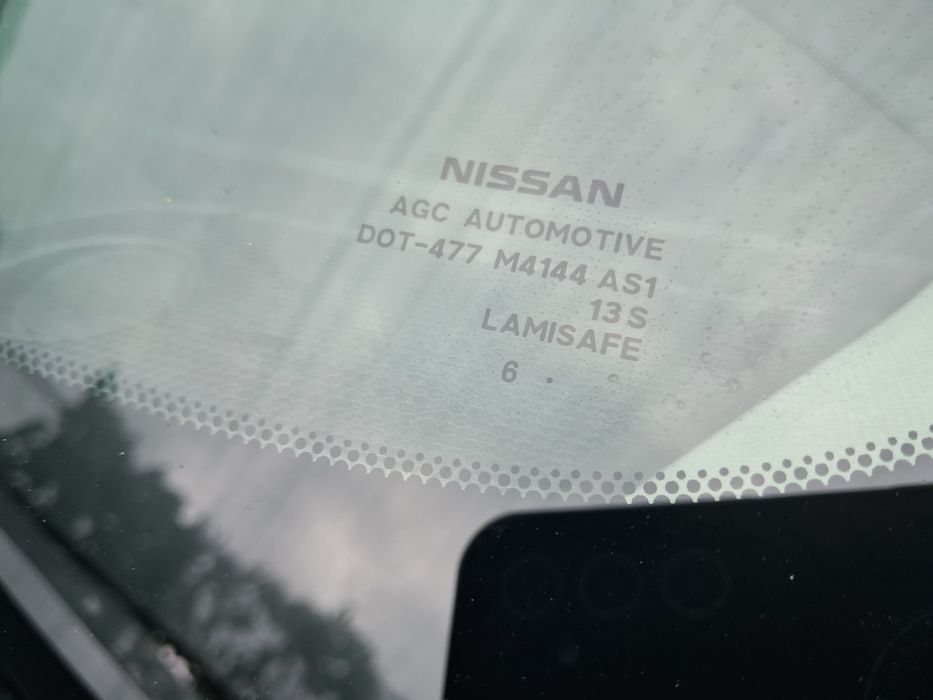 NISSAN
AGC AUTOMOTIVE
DOT-477 M4144 AS1
13 S
LAMISAFE
6 .